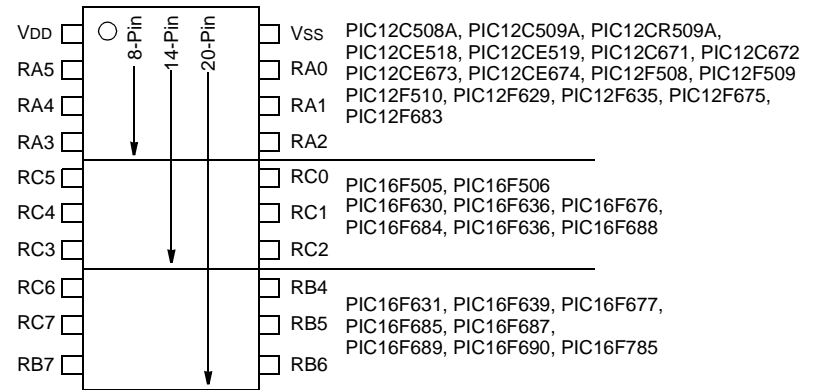 8-Pin
14-Pin
20-Pin
VDD
VSS
RA5
RA0
RA4
RA1
RA3
RA2
PIC12C508A, PIC12C509A, PIC12CR509A,
PIC12CE518, PIC12CE519, PIC12C671, PIC12C672
PIC12CE673, PIC12CE674, PIC12F508, PIC12F509
PIC12F510, PIC12F629, PIC12F635, PIC12F675,
PIC12F683
RC5
RC0
RC4
RC1
RC3
RC2
PIC16F505, PIC16F506
PIC16F630, PIC16F636, PIC16F676,
PIC16F684, PIC16F636, PIC16F688
RC6
RB4
RC7
RB5
RB7
RB6
PIC16F631, PIC16F639, PIC16F677,
PIC16F685, PIC16F687,
PIC16F689, PIC16F690, PIC16F785